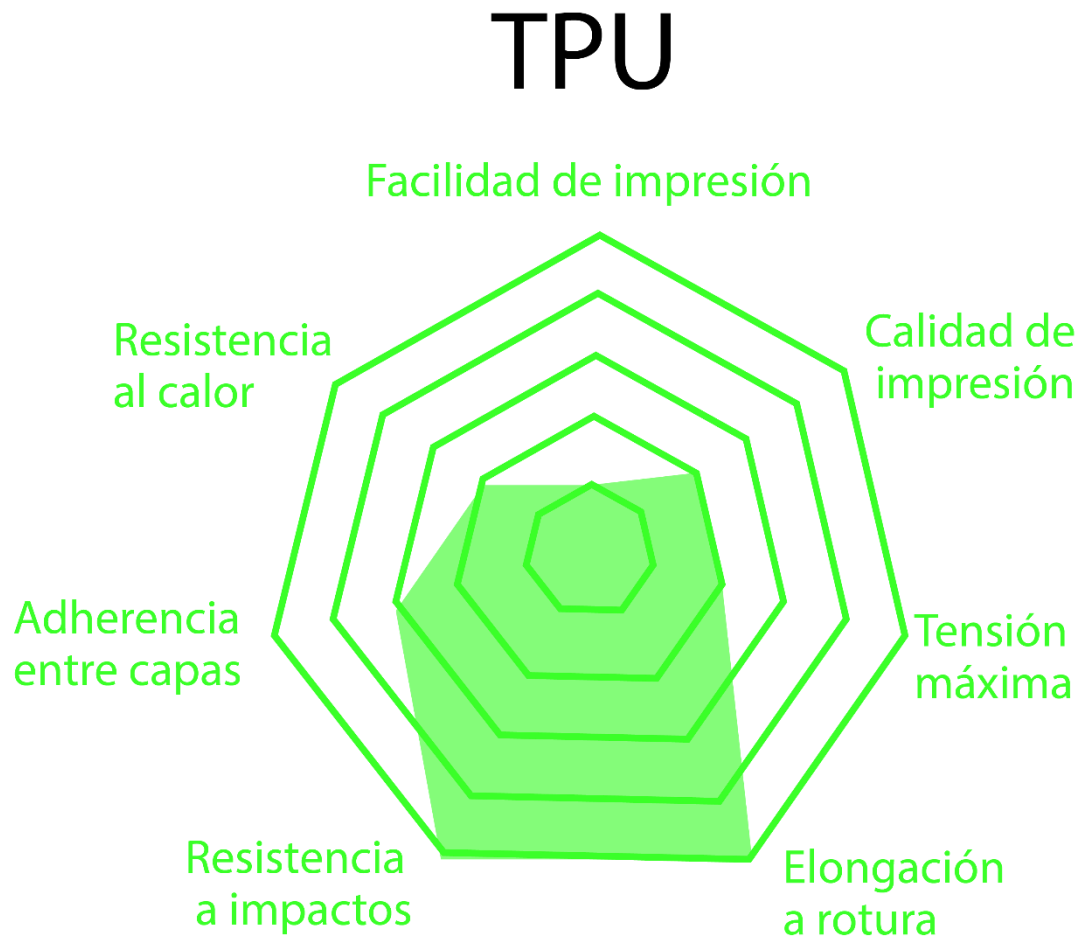 TPU
Facilidad de impresión
Resistencia
al calor
Calidad de
impresión
Adherencia
entre capas
Tensión
máxima
Resistencia
a impactos
Elongación
a rotura